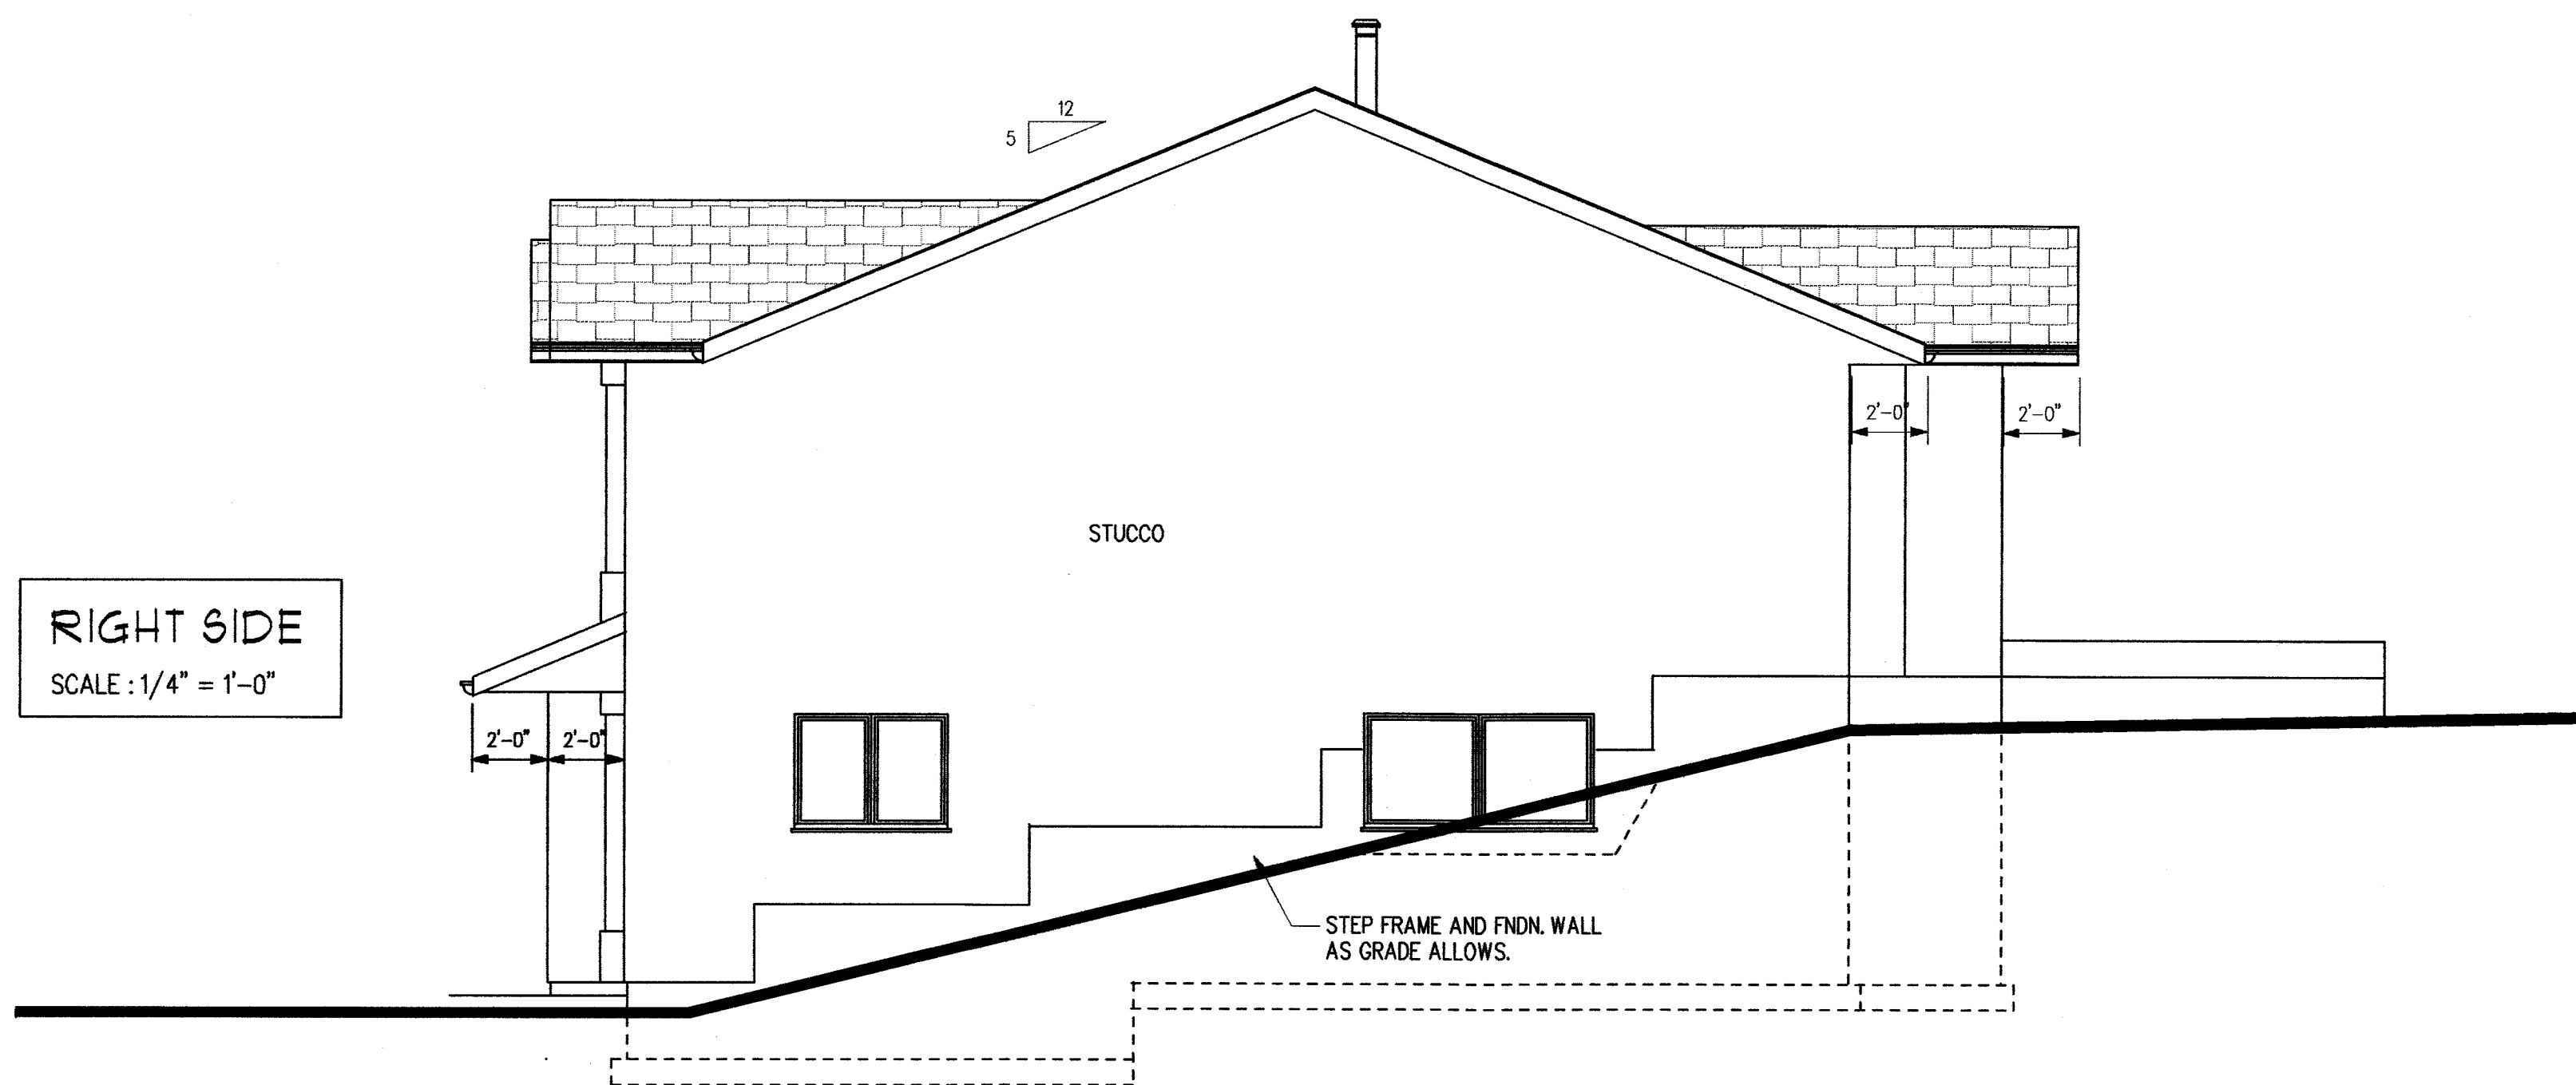 12
5
2'-0"
2'-0"
STUCCO
RIGHT SIDE
SCALE : 1/4" = 1'-0"
2'-0"
2'-0"
STEP FRAME AND FNDN. WALL
AS GRADE ALLOWS.